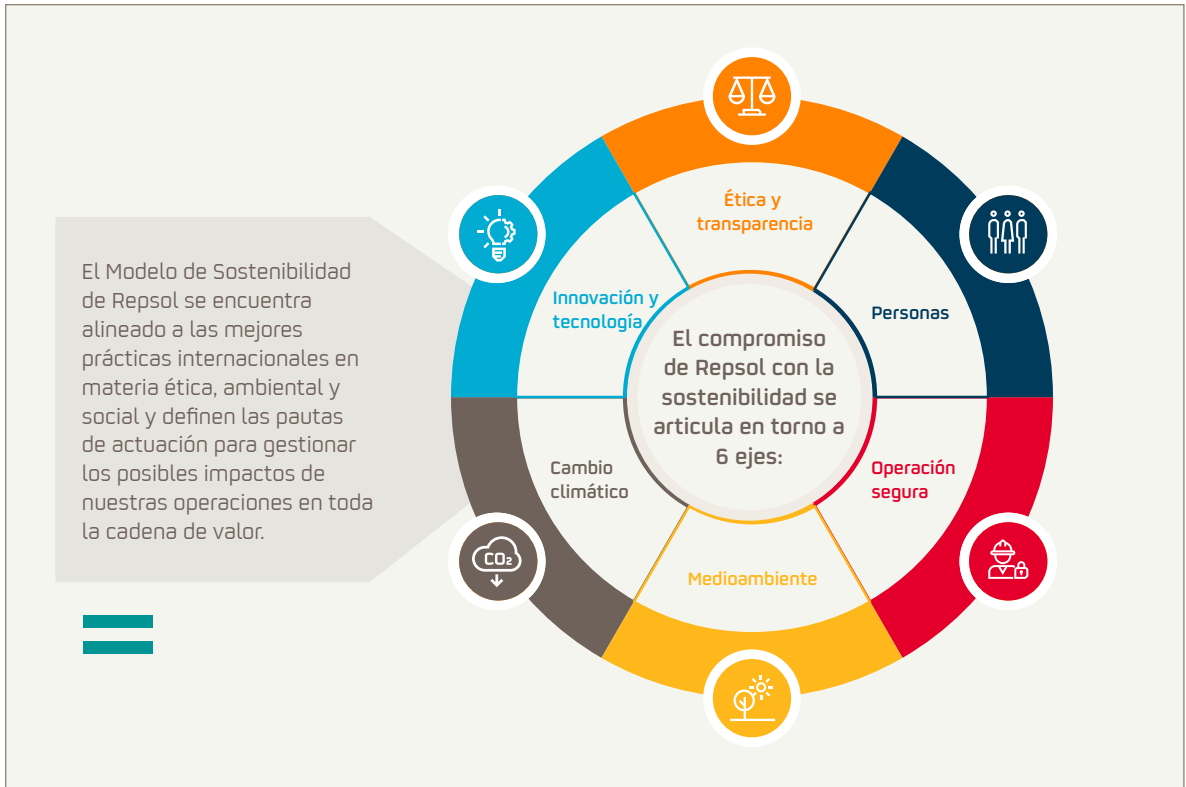 El Modelo de Sostenibilidad
de Repsol se encuentra
alineado a las mejores
prácticas internacionales en
materia ética, ambiental y
social y definen las pautas
de actuación para gestionar
los posibles impactos de
nuestras operaciones en toda
la cadena de valor.
Ética y
transparencia
Personas
Operación
segura
Medioambiente
Cambio
climático
CO₂
Innovación y
tecnología
El compromiso
de Repsol con la
sostenibilidad se
articula en torno a
6 ejes: